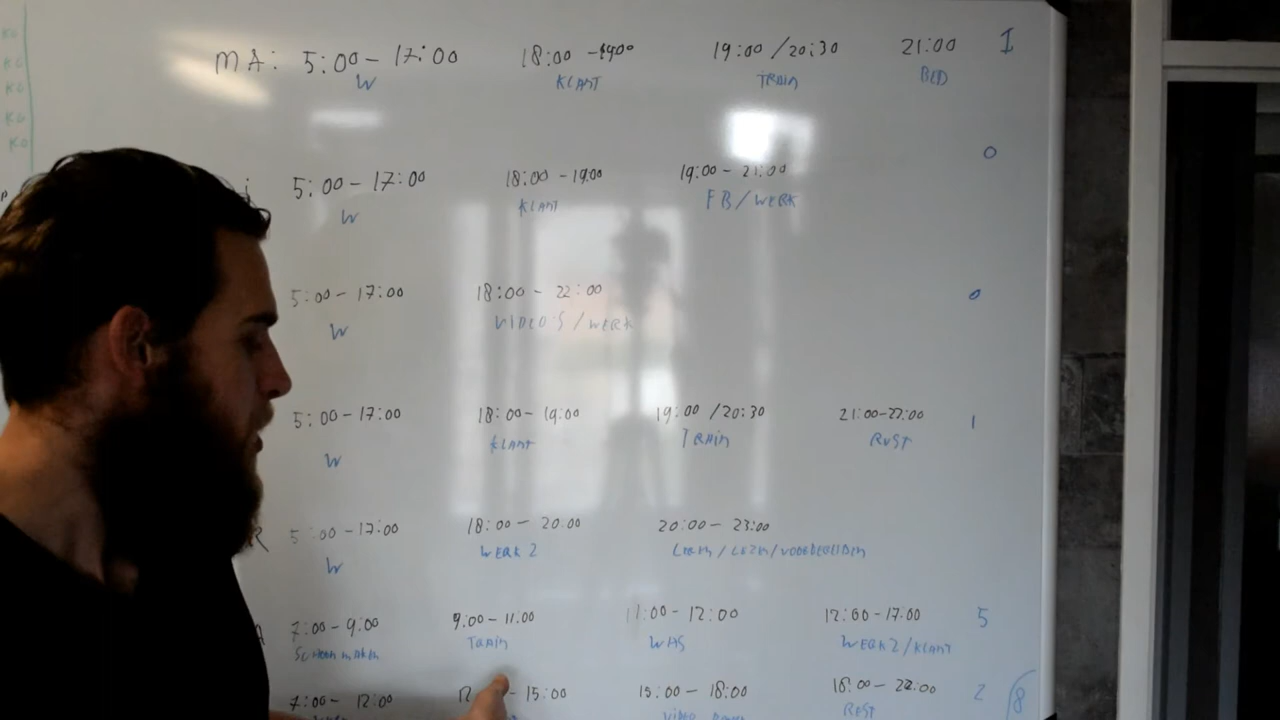 MA: 5:00 - 17:00 18:00 - 19:00 19:00 / 20:30 21:00 I
W KLANT TRAIN BED
5:00 - 17:00 18:00 - 19:00 19:00 - 21:00 0
W KLANT FB / WERK
5:00 - 17:00 18:00 - 22:00 0
W VIDEO'S / WERK
5:00 - 17:00 18:00 - 19:00 19:00 / 20:30 21:00 - 22:00 1
W KLANT TRAIN RUST
R 5:00 - 17:00 18:00 - 20:00 20:00 - 23:00
W WERK 2
A 7:00 - 9:00 9:00 - 11:00 11:00 - 12:00 12:00 - 17:00 5
TRAIN WAS WERK 2 / KLANT
7:00 - 12:00 - 15:00 15:00 - 18:00 18:00 - 22:00 2 8
VIDEO REST